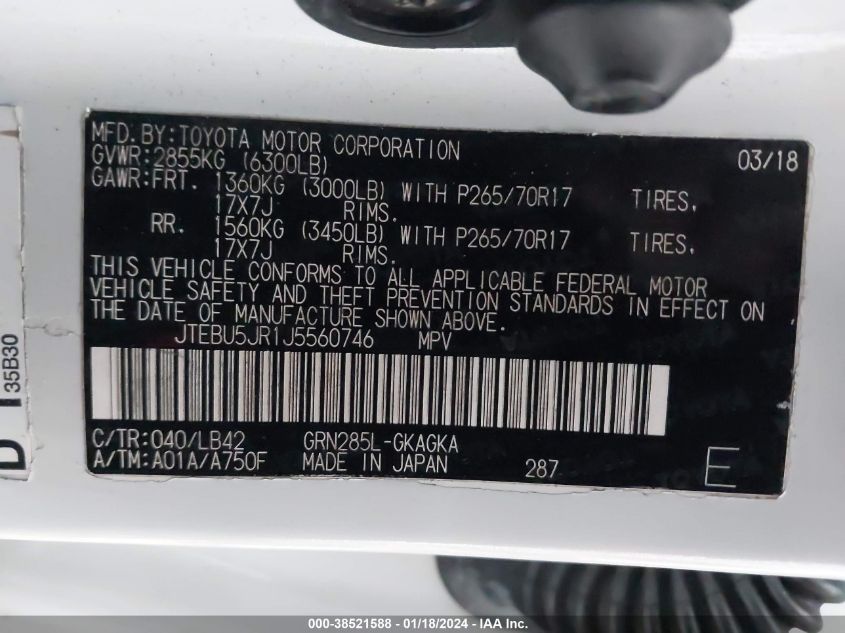 MFD. BY: TOYOTA MOTOR CORPORATION 03/18
GVWR: 2855KG (6300LB)
GAWR: FRT. 1360KG (3000LB) WITH P265/70R17 TIRES,
17X7J RIMS.
RR. 1560KG (3450LB) WITH P265/70R17 TIRES,
17X7J RIMS.
THIS VEHICLE CONFORMS TO ALL APPLICABLE FEDERAL MOTOR
VEHICLE SAFETY AND THEFT PREVENTION STANDARDS IN EFFECT ON
THE DATE OF MANUFACTURE SHOWN ABOVE.
JTEBU5JR1J5560746 MPV
C/TR: 040/LB42 GRN285L-GKAGKA
A/TM: A01A/A750F MADE IN JAPAN 287 E
35B30
000-38521588 - 01/18/2024 - IAA Inc.